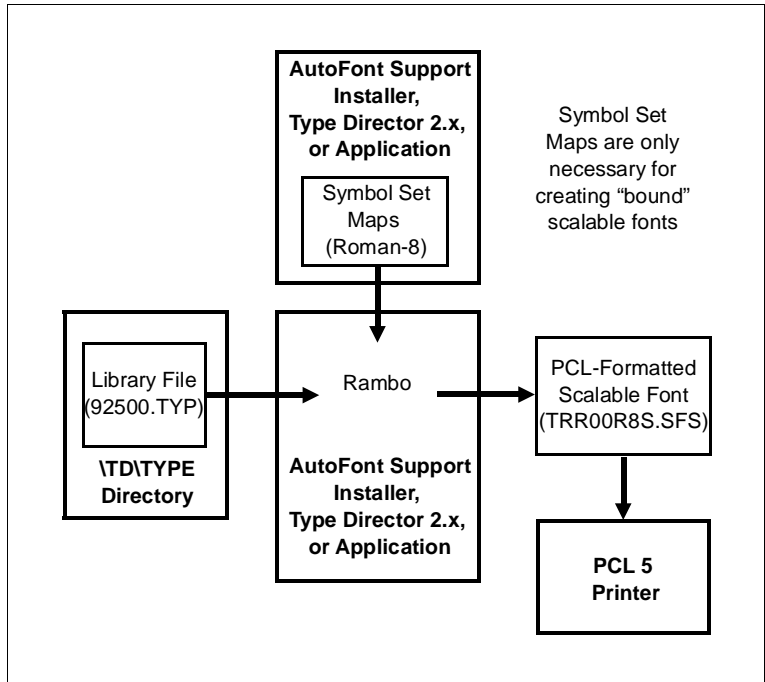 AutoFont Support
Installer,
Type Director 2.x,
or Application
Symbol Set
Maps
(Roman-8)
Symbol Set
Maps are only
necessary for
creating “bound”
scalable fonts
Library File
(92500.TYP)
\TD\TYPE
Directory
Rambo
AutoFont Support
Installer,
Type Director 2.x,
or Application
PCL-Formatted
Scalable Font
(TRR00R8S.SFS)
PCL 5
Printer